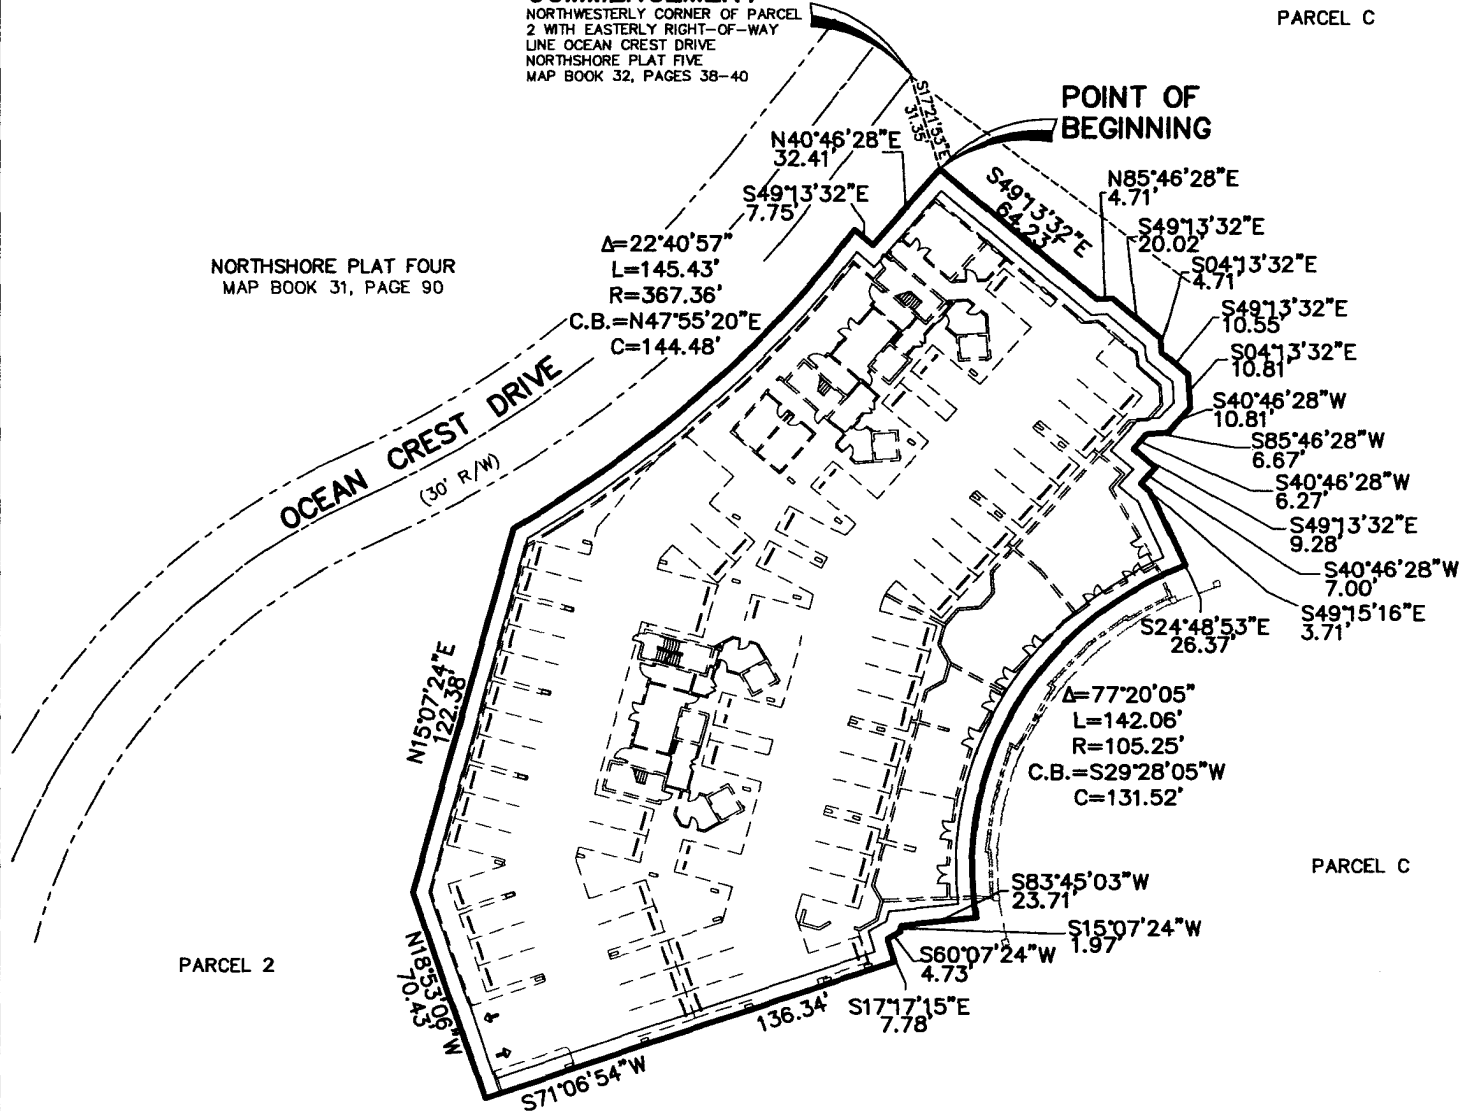 NORTHWESTERLY CORNER OF PARCEL
2 WITH EASTERLY RIGHT-OF-WAY
LINE OCEAN CREST DRIVE
NORTHSHORE PLAT FIVE
MAP BOOK 32, PAGES 38-40
PARCEL C
S17°21'53"E
31.35'
POINT OF
BEGINNING
N40°46'28"E
32.41'
S49°13'32"E
7.75'
S49°13'32"E
64.23'
N85°46'28"E
4.71'
S49°13'32"E
20.02'
S04°13'32"E
4.71'
S49°13'32"E
10.55'
S04°13'32"E
10.81'
S40°46'28"W
10.81'
S85°46'28"W
6.67'
S40°46'28"W
6.27'
S49°13'32"E
9.28'
S40°46'28"W
7.00'
S49°15'16"E
3.71'
S24°48'53"E
26.37'
Δ=22°40'57"
L=145.43'
R=367.36'
C.B.=N47°55'20"E
C=144.48'
NORTHSHORE PLAT FOUR
MAP BOOK 31, PAGE 90
OCEAN CREST DRIVE
(30' R/W)
N15°07'24"E
122.38'
Δ=77°20'05"
L=142.06'
R=105.25'
C.B.=S29°28'05"W
C=131.52'
PARCEL C
S83°45'03"W
23.71'
S15°07'24"W
1.97'
S60°07'24"W
4.73'
S17°17'15"E
7.78'
PARCEL 2
N18°53'06"W
70.43'
136.34'
S71°06'54"W